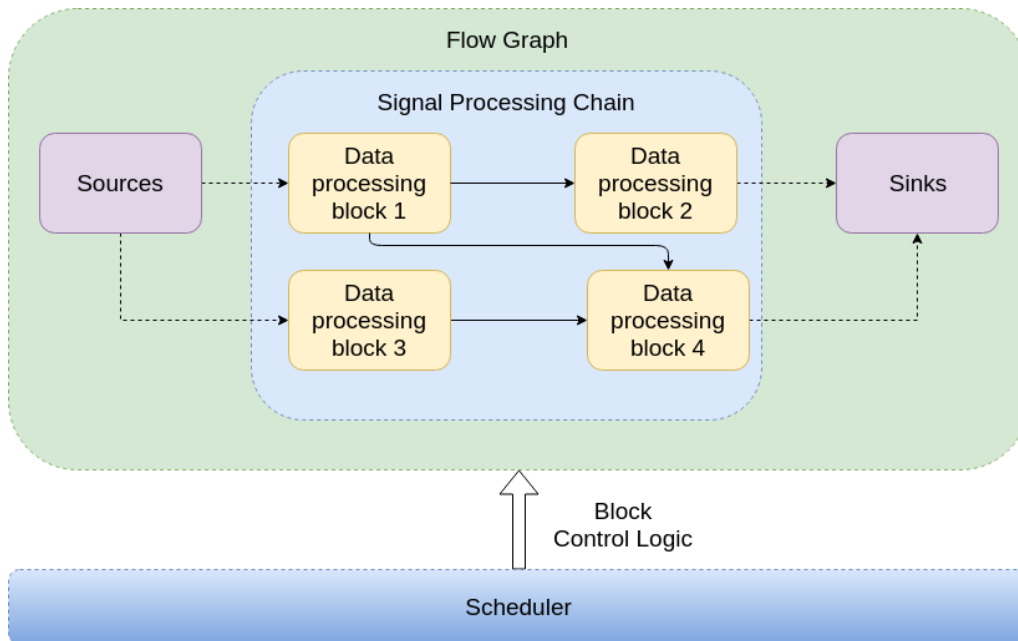 Flow Graph
Signal Processing Chain
Sources
Data
processing
block 1
Data
processing
block 2
Sinks
Data
processing
block 3
Data
processing
block 4
Block
Control Logic
Scheduler